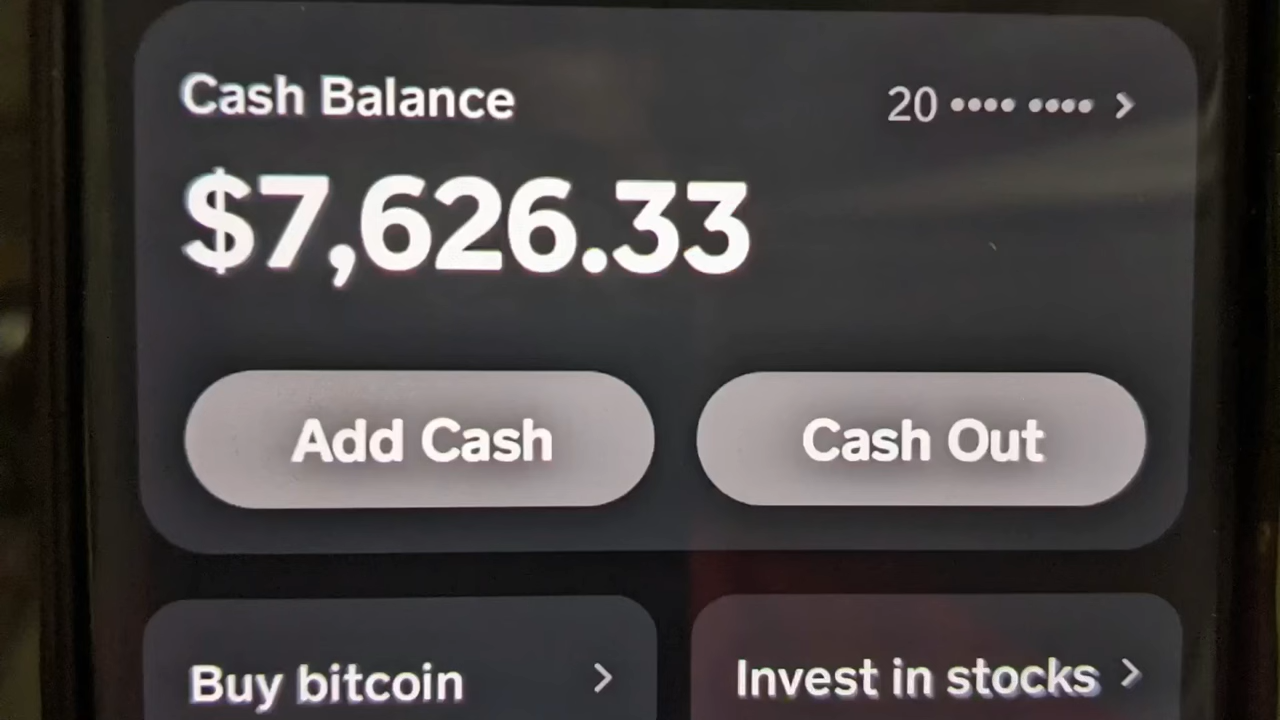 Cash Balance
20 •••• •••• >
$7,626.33
Add Cash
Cash Out
Buy bitcoin >
Invest in stocks >